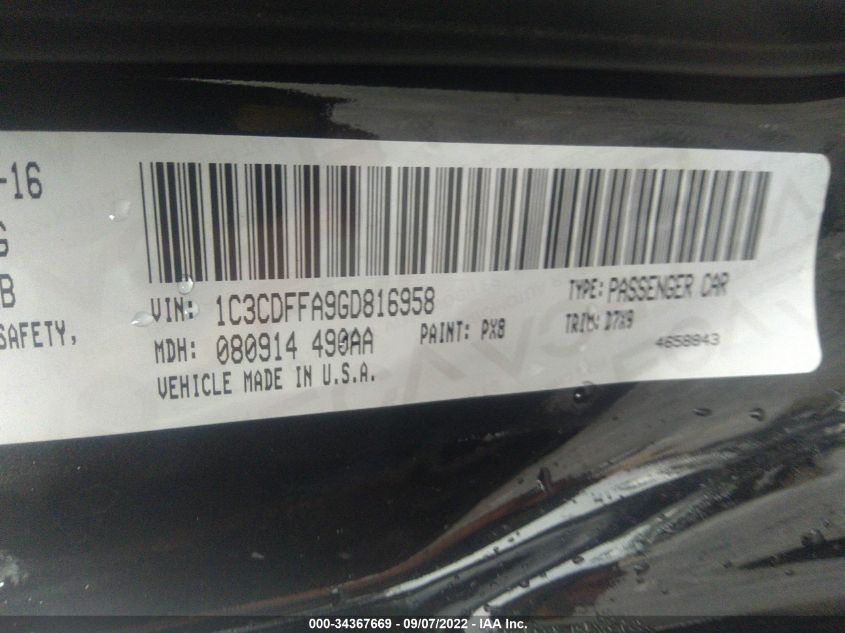 -16
G
B
SAFETY,
VIN: 1C3CDFFA9GD816958
TYPE: PASSENGER CAR
MDH: 080914 490AA
PAINT: PX8
TRIM: D7X9
4658843
VEHICLE MADE IN U.S.A.
000-34367669 - 09/07/2022 - IAA Inc.